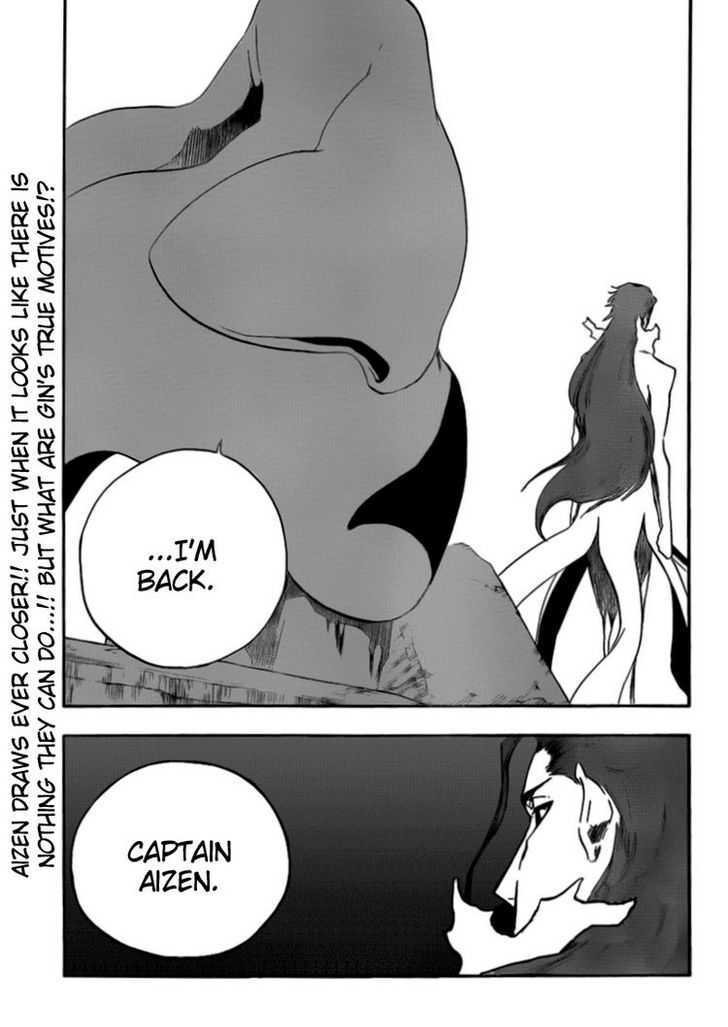 AIZEN DRAWS EVER CLOSER!! JUST WHEN IT LOOKS LIKE THERE IS
NOTHING THEY CAN DO...!! BUT WHAT ARE GIN'S TRUE MOTIVES!?
...I'M
BACK.
CAPTAIN
AIZEN.